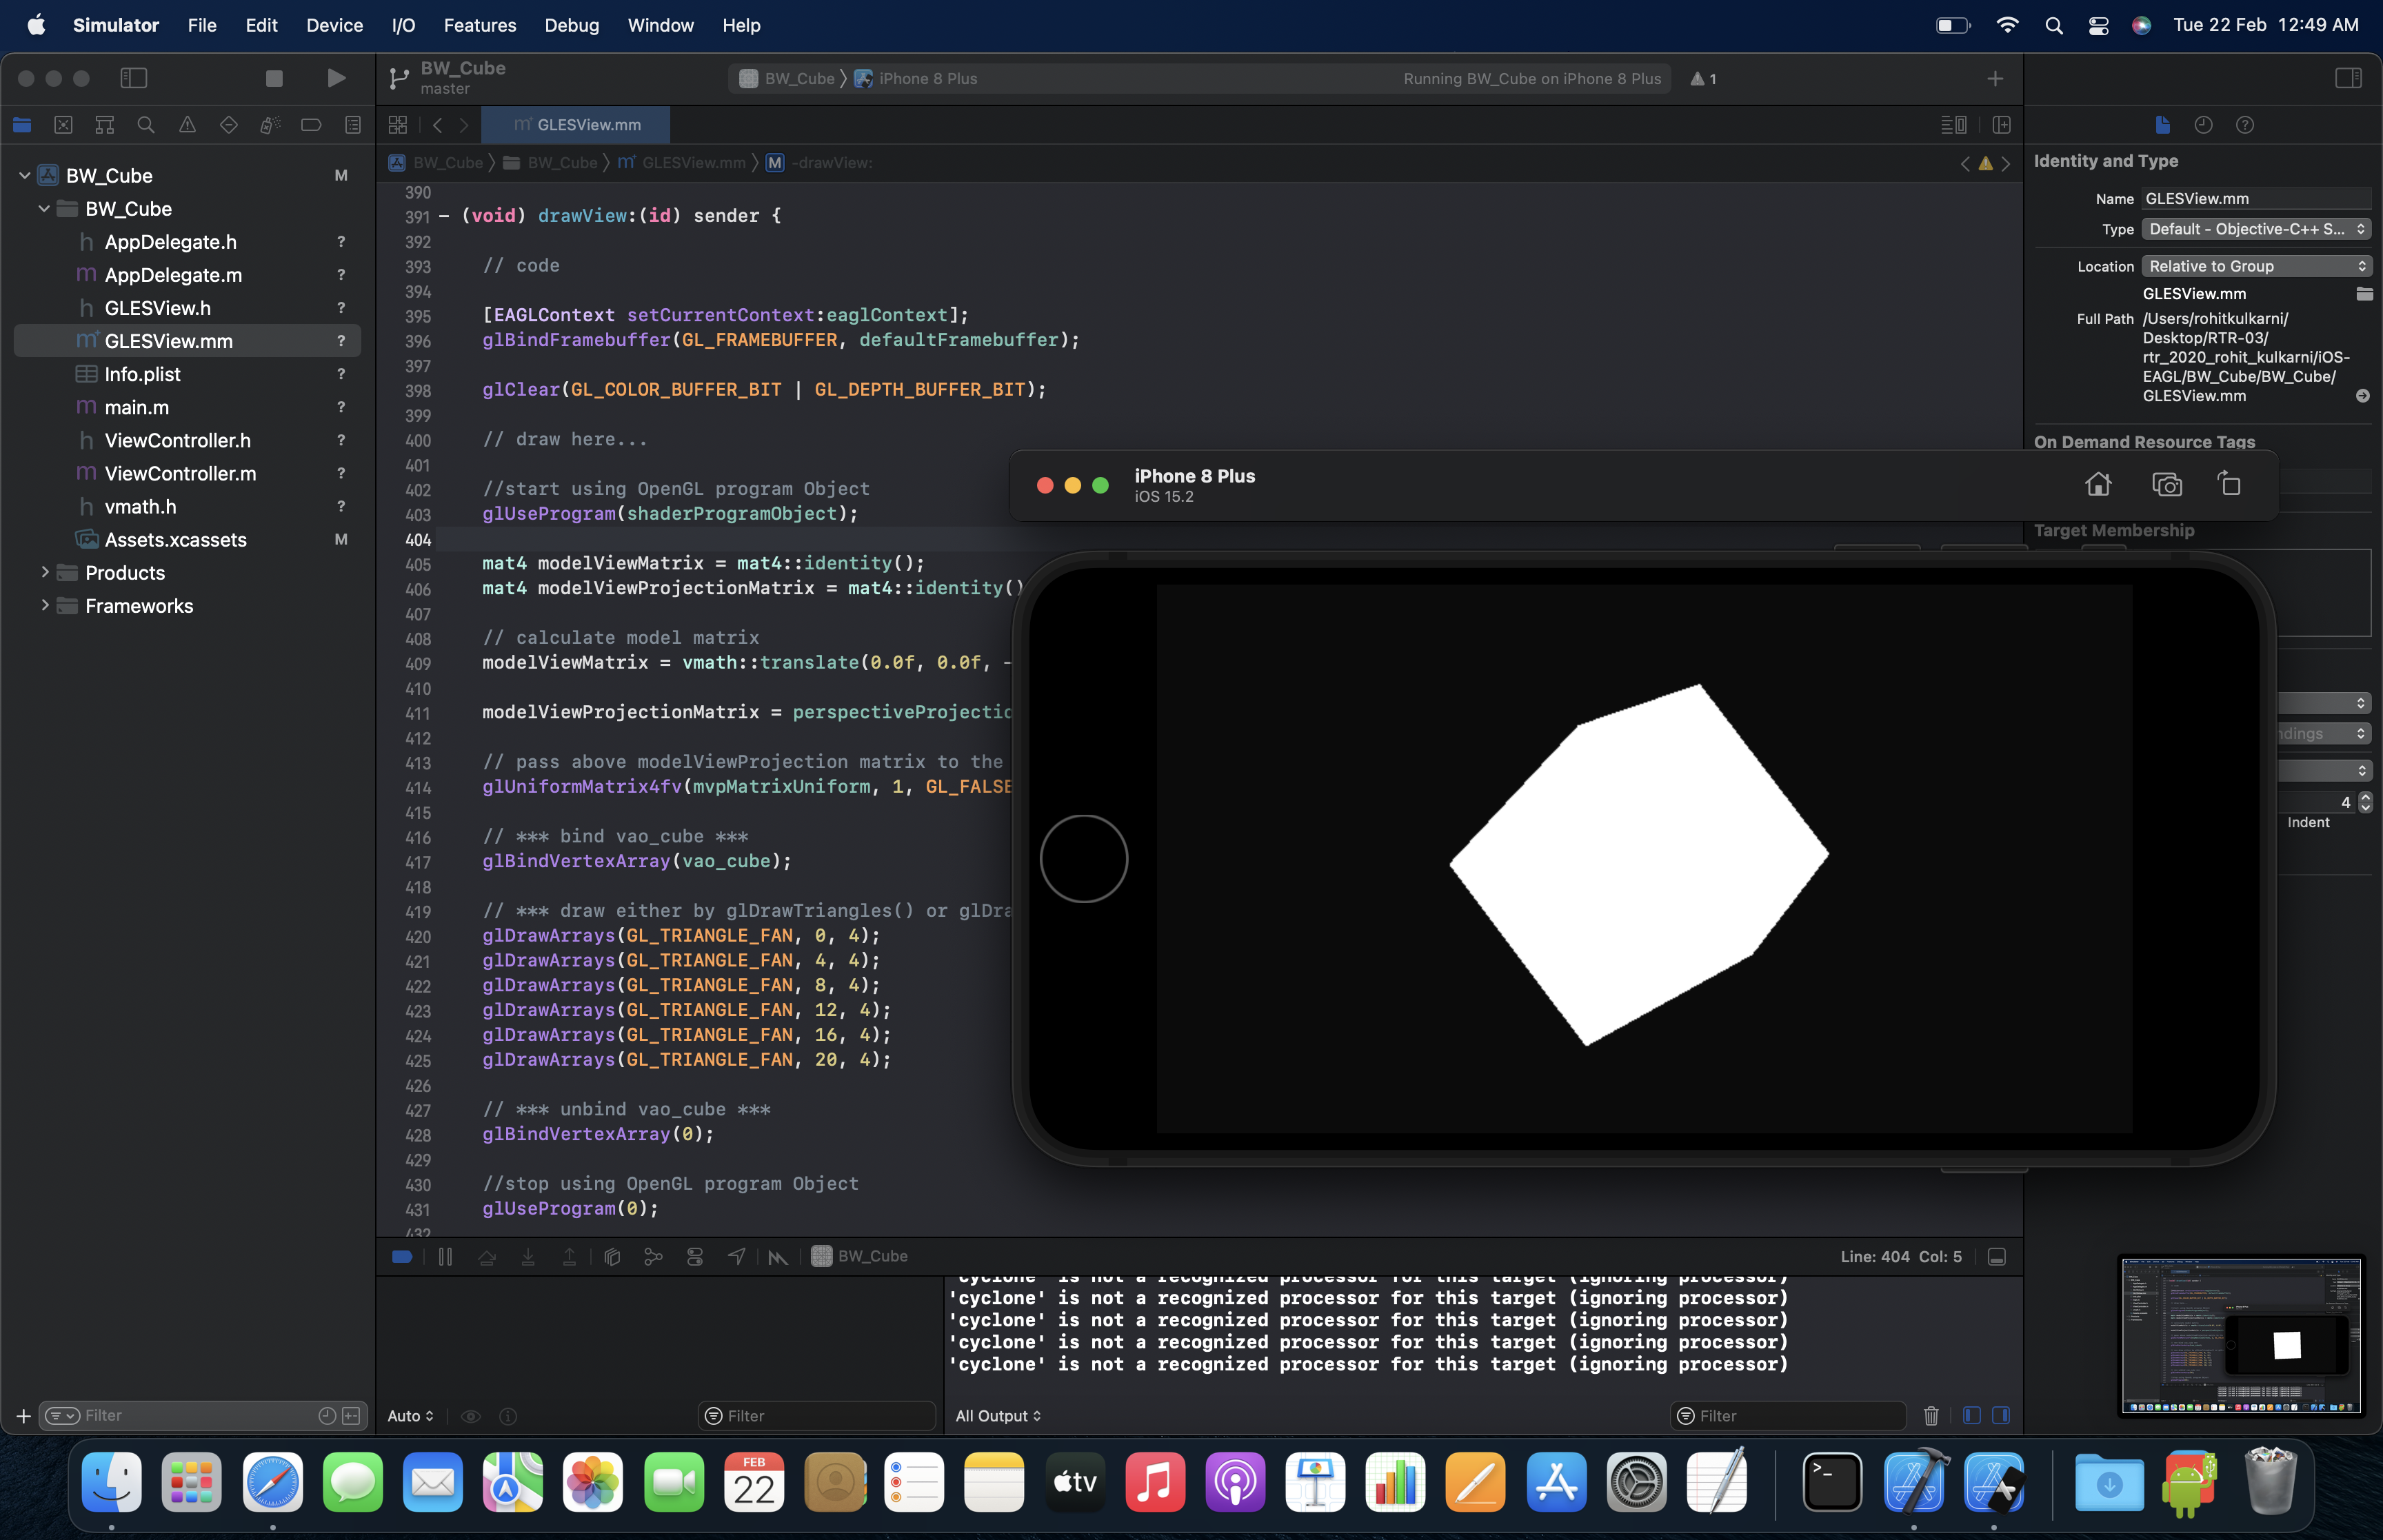 Simulator File Edit Device I/O Features Debug Window Help Tue 22 Feb 12:49 AM
BW_Cube
master
BW_Cube iPhone 8 Plus Running BW_Cube on iPhone 8 Plus 1
GLESView.mm
BW_Cube BW_Cube GLESView.mm M -drawView:
BW_Cube M
BW_Cube
h AppDelegate.h ?
m AppDelegate.m ?
h GLESView.h ?
m GLESView.mm ?
Info.plist ?
m main.m ?
h ViewController.h ?
m ViewController.m ?
h vmath.h ?
Assets.xcassets M
Products
Frameworks
Filter
390
391 - (void) drawView:(id) sender {
392
393 // code
394
395 [EAGLContext setCurrentContext:eaglContext];
396 glBindFramebuffer(GL_FRAMEBUFFER, defaultFramebuffer);
397
398 glClear(GL_COLOR_BUFFER_BIT | GL_DEPTH_BUFFER_BIT);
399
400 // draw here...
401
402 //start using OpenGL program Object
403 glUseProgram(shaderProgramObject);
404
405 mat4 modelViewMatrix = mat4::identity();
406 mat4 modelViewProjectionMatrix = mat4::identity()
407
408 // calculate model matrix
409 modelViewMatrix = vmath::translate(0.0f, 0.0f, -
410
411 modelViewProjectionMatrix = perspectiveProjectio
412
413 // pass above modelViewProjection matrix to the
414 glUniformMatrix4fv(mvpMatrixUniform, 1, GL_FALSE
415
416 // *** bind vao_cube ***
417 glBindVertexArray(vao_cube);
418
419 // *** draw either by glDrawTriangles() or glDra
420 glDrawArrays(GL_TRIANGLE_FAN, 0, 4);
421 glDrawArrays(GL_TRIANGLE_FAN, 4, 4);
422 glDrawArrays(GL_TRIANGLE_FAN, 8, 4);
423 glDrawArrays(GL_TRIANGLE_FAN, 12, 4);
424 glDrawArrays(GL_TRIANGLE_FAN, 16, 4);
425 glDrawArrays(GL_TRIANGLE_FAN, 20, 4);
426
427 // *** unbind vao_cube ***
428 glBindVertexArray(0);
429
430 //stop using OpenGL program Object
431 glUseProgram(0);
432
iPhone 8 Plus
iOS 15.2
Identity and Type
Name GLESView.mm
Type Default - Objective-C++ S...
Location Relative to Group
GLESView.mm
Full Path /Users/rohitkulkarni/
Desktop/RTR-03/
rtr_2020_rohit_kulkarni/iOS-
EAGL/BW_Cube/BW_Cube/
GLESView.mm
On Demand Resource Tags
Target Membership
ndings
4
Indent
BW_Cube Line: 404 Col: 5
'cyclone' is not a recognized processor for this target (ignoring processor)
'cyclone' is not a recognized processor for this target (ignoring processor)
'cyclone' is not a recognized processor for this target (ignoring processor)
'cyclone' is not a recognized processor for this target (ignoring processor)
'cyclone' is not a recognized processor for this target (ignoring processor)
Auto Filter All Output Filter
FEB
22
tv
>_